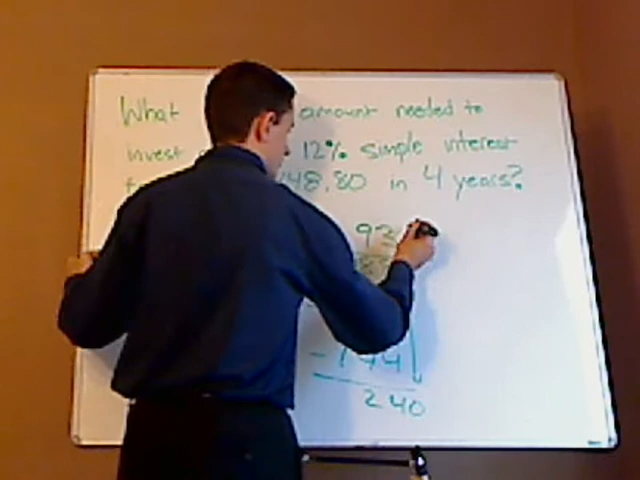 What amount needed to
invest 12% simple interest
48.80 in 4 years?
93
- 144
240